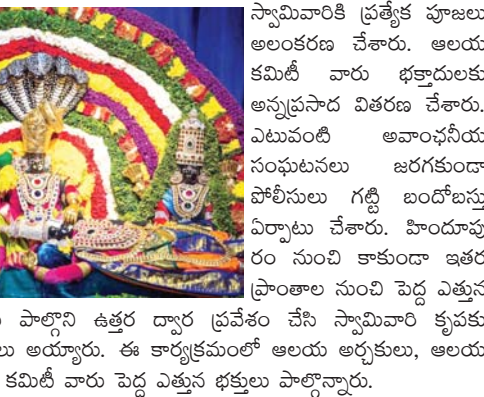 స్వామివారికి ప్రత్యేక పూజలు
అలంకరణ చేశారు. ఆలయ
కమిటీ వారు భక్తాదులకు
అన్నప్రసాద వితరణ చేశారు.
ఎటువంటి అవాంఛనీయ
సంఘటనలు జరగకుండా
పోలీసులు గట్టి బందోబస్తు
ఏర్పాటు చేశారు. హిందూపు
రం నుంచి కాకుండా ఇతర
ప్రాంతాల నుంచి పెద్ద ఎత్తున
పాల్గొని ఉత్తర ద్వార ప్రవేశం చేసి స్వామివారి కృపకు
అయ్యారు. ఈ కార్యక్రమంలో ఆలయ అర్చకులు, ఆలయ
కమిటీ వారు పెద్ద ఎత్తున భక్తులు పాల్గొన్నారు.